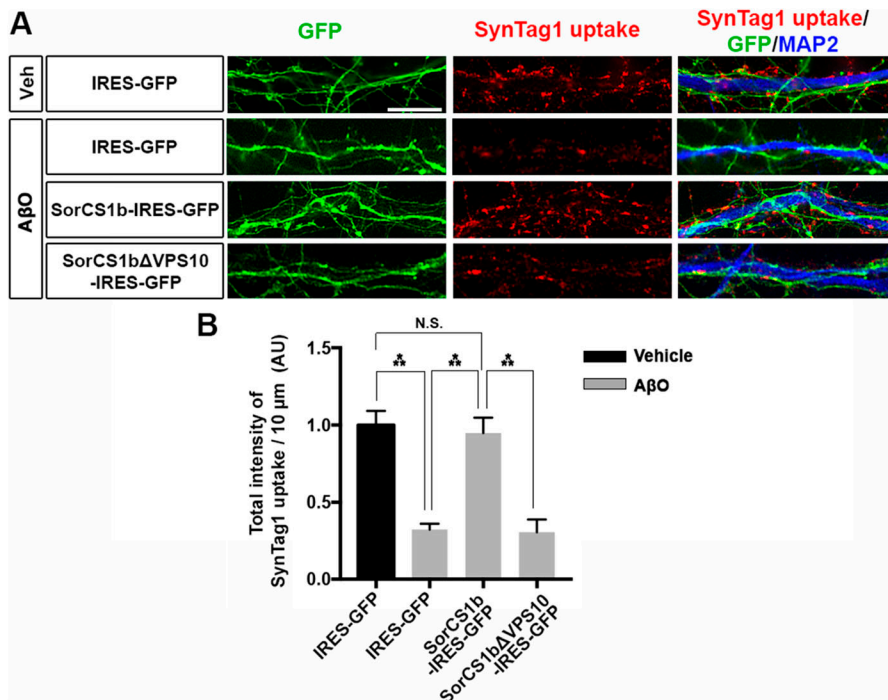 A
GFP
SynTag1 uptake
SynTag1 uptake/
GFP/MAP2
Veh
IRES-GFP
AβO
IRES-GFP
SorCS1b-IRES-GFP
SorCS1bΔVPS10
-IRES-GFP
B
N.S.
***
***
***
Total intensity of
SynTag1 uptake / 10 μm (AU)
1.5
1.0
0.5
0.0
Vehicle
AβO
IRES-GFP
IRES-GFP
SorCS1b
-IRES-GFP
SorCS1bΔVPS10
-IRES-GFP